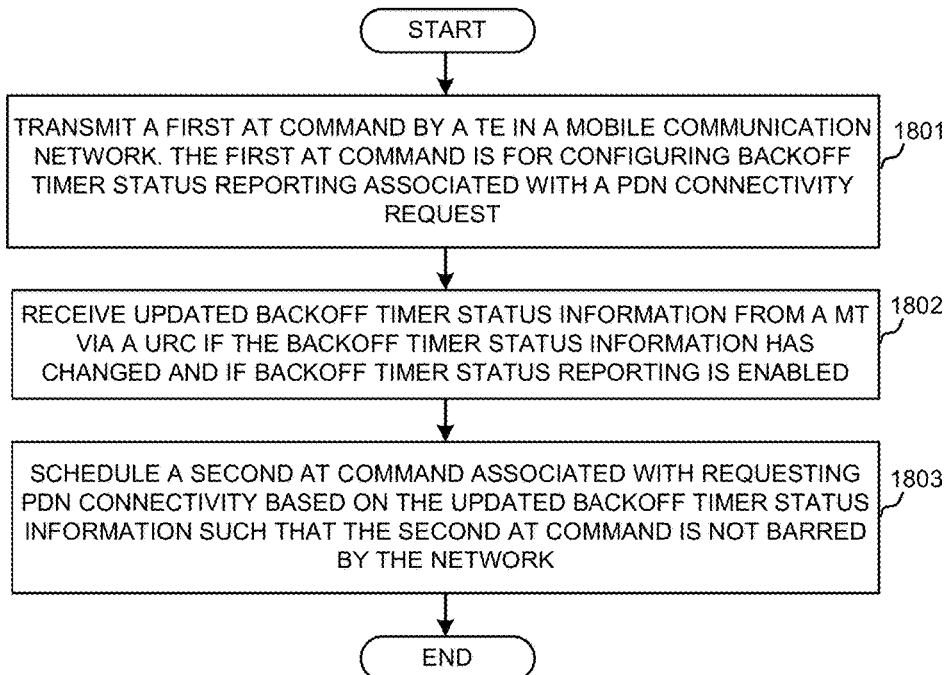 START
TRANSMIT A FIRST AT COMMAND BY A TE IN A MOBILE COMMUNICATION
NETWORK. THE FIRST AT COMMAND IS FOR CONFIGURING BACKOFF
TIMER STATUS REPORTING ASSOCIATED WITH A PDN CONNECTIVITY
REQUEST
1801
RECEIVE UPDATED BACKOFF TIMER STATUS INFORMATION FROM A MT
VIA A URC IF THE BACKOFF TIMER STATUS INFORMATION HAS
CHANGED AND IF BACKOFF TIMER STATUS REPORTING IS ENABLED
1802
SCHEDULE A SECOND AT COMMAND ASSOCIATED WITH REQUESTING
PDN CONNECTIVITY BASED ON THE UPDATED BACKOFF TIMER STATUS
INFORMATION SUCH THAT THE SECOND AT COMMAND IS NOT BARRED
BY THE NETWORK
1803
END